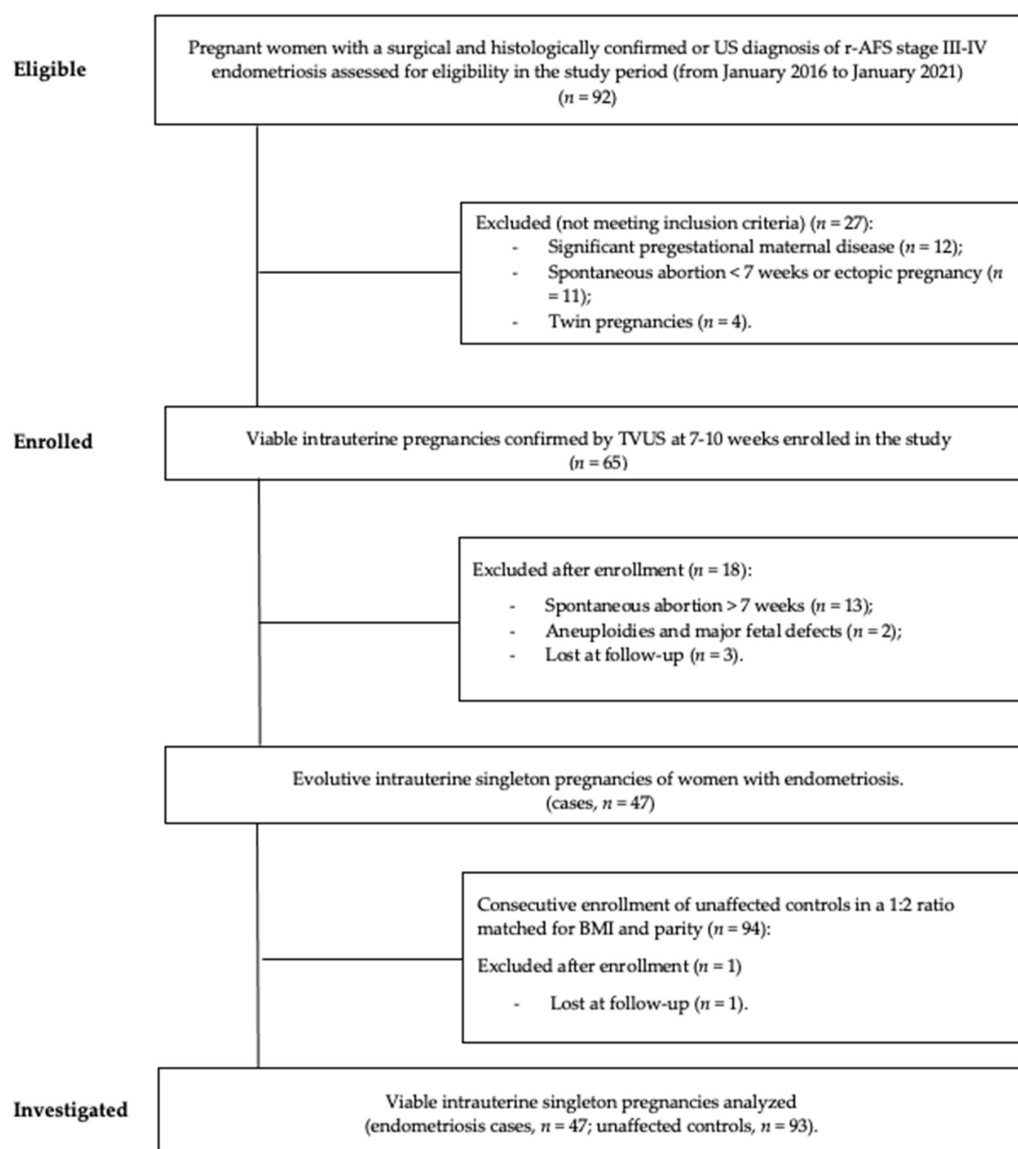 Eligible
Pregnant women with a surgical and histologically confirmed or US diagnosis of r-AFS stage III-IV
endometriosis assessed for eligibility in the study period (from January 2016 to January 2021)
(n = 92)
Excluded (not meeting inclusion criteria) (n = 27):
- Significant pregestational maternal disease (n = 12);
- Spontaneous abortion < 7 weeks or ectopic pregnancy (n
= 11);
- Twin pregnancies (n = 4).
Enrolled
Viable intrauterine pregnancies confirmed by TVUS at 7-10 weeks enrolled in the study
(n = 65)
Excluded after enrollment (n = 18):
- Spontaneous abortion > 7 weeks (n = 13);
- Aneuploidies and major fetal defects (n = 2);
- Lost at follow-up (n = 3).
Evolutive intrauterine singleton pregnancies of women with endometriosis.
(cases, n = 47)
Consecutive enrollment of unaffected controls in a 1:2 ratio
matched for BMI and parity (n = 94):
Excluded after enrollment (n = 1)
- Lost at follow-up (n = 1).
Investigated
Viable intrauterine singleton pregnancies analyzed
(endometriosis cases, n = 47; unaffected controls, n = 93).